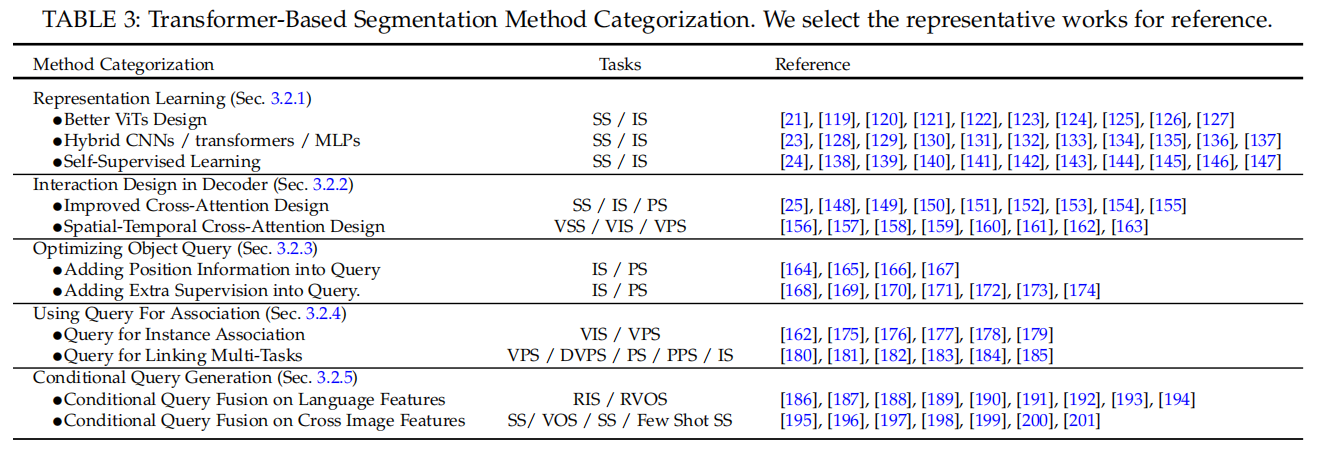 TABLE 3: Transformer-Based Segmentation Method Categorization. We select the representative works for reference.
Method Categorization Tasks Reference
Representation Learning (Sec. 3.2.1)
●Better ViTs Design SS / IS [21], [119], [120], [121], [122], [123], [124], [125], [126], [127]
●Hybrid CNNs / transformers / MLPs SS / IS [23], [128], [129], [130], [131], [132], [133], [134], [135], [136], [137]
●Self-Supervised Learning SS / IS [24], [138], [139], [140], [141], [142], [143], [144], [145], [146], [147]
Interaction Design in Decoder (Sec. 3.2.2)
●Improved Cross-Attention Design SS / IS / PS [25], [148], [149], [150], [151], [152], [153], [154], [155]
●Spatial-Temporal Cross-Attention Design VSS / VIS / VPS [156], [157], [158], [159], [160], [161], [162], [163]
Optimizing Object Query (Sec. 3.2.3)
●Adding Position Information into Query IS / PS [164], [165], [166], [167]
●Adding Extra Supervision into Query. IS / PS [168], [169], [170], [171], [172], [173], [174]
Using Query For Association (Sec. 3.2.4)
●Query for Instance Association VIS / VPS [162], [175], [176], [177], [178], [179]
●Query for Linking Multi-Tasks VPS / DVPS / PS / PPS / IS [180], [181], [182], [183], [184], [185]
Conditional Query Generation (Sec. 3.2.5)
●Conditional Query Fusion on Language Features RIS / RVOS [186], [187], [188], [189], [190], [191], [192], [193], [194]
●Conditional Query Fusion on Cross Image Features SS/ VOS / SS / Few Shot SS [195], [196], [197], [198], [199], [200], [201]